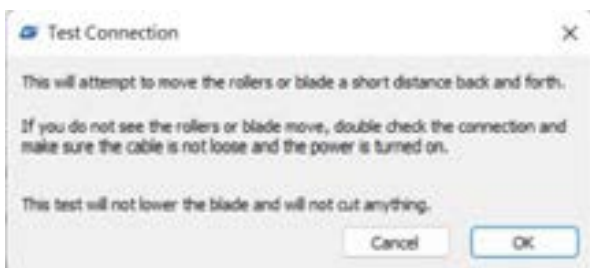 Test Connection
This will attempt to move the rollers or blade a short distance back and forth.
If you do not see the rollers or blade move, double check the connection and
make sure the cable is not loose and the power is turned on.
This test will not lower the blade and will not cut anything.
Cancel OK